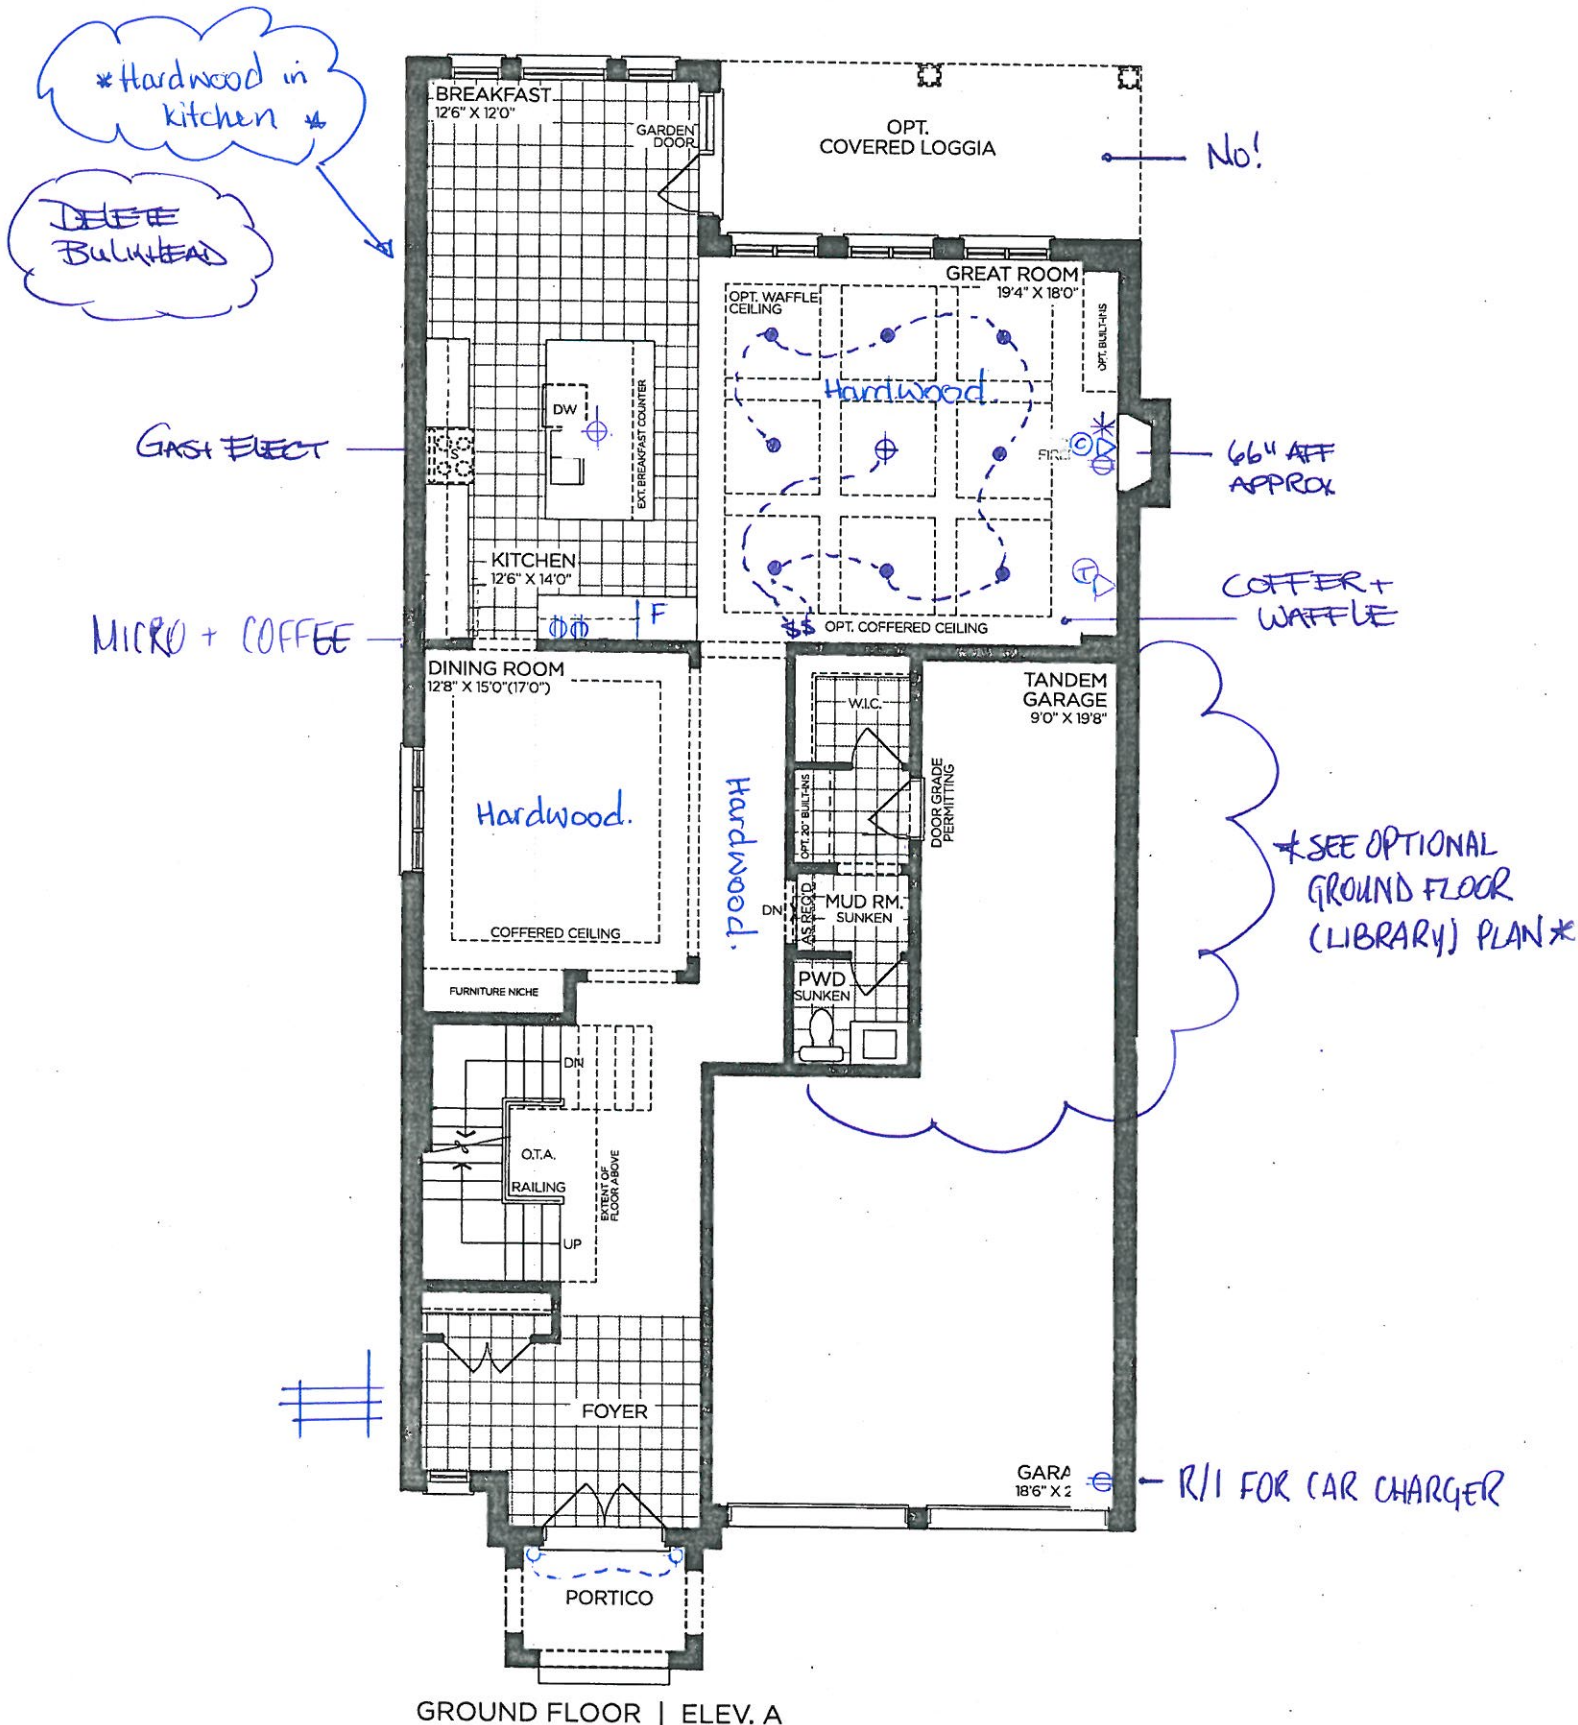 *Hardwood in
kitchen *
DELETE
BULKHEAD
BREAKFAST
12'6" X 12'0"
GARDEN
DOOR
OPT.
COVERED LOGGIA
No!
GREAT ROOM
19'4" X 18'0"
OPT. WAFFLE
CEILING
OPT. BUILT-INS
Hardwood.
DW
EXT. BREAKFAST COUNTER
S
GAS+ ELECT
C
66" AFF
APPROX
KITCHEN
12'6" X 14'0"
T
COFFER +
WAFFLE
F
$$
OPT. COFFERED CEILING
MICRO + COFFEE
DINING ROOM
12'8" X 15'0"(17'0")
W.I.C.
TANDEM
GARAGE
9'0" X 19'8"
Hardwood.
Hardwood.
OPT. 20" BUILT-INS
DOOR GRADE
PERMITTING
*SEE OPTIONAL
GROUND FLOOR
(LIBRARY) PLAN*
DN
AS REQ'D
MUD RM.
SUNKEN
COFFERED CEILING
PWD
SUNKEN
FURNITURE NICHE
DN
O.T.A.
RAILING
EXTENT OF
FLOOR ABOVE
UP
FOYER
GARA
18'6" X 2
R/I FOR CAR CHARGER
PORTICO
GROUND FLOOR | ELEV. A